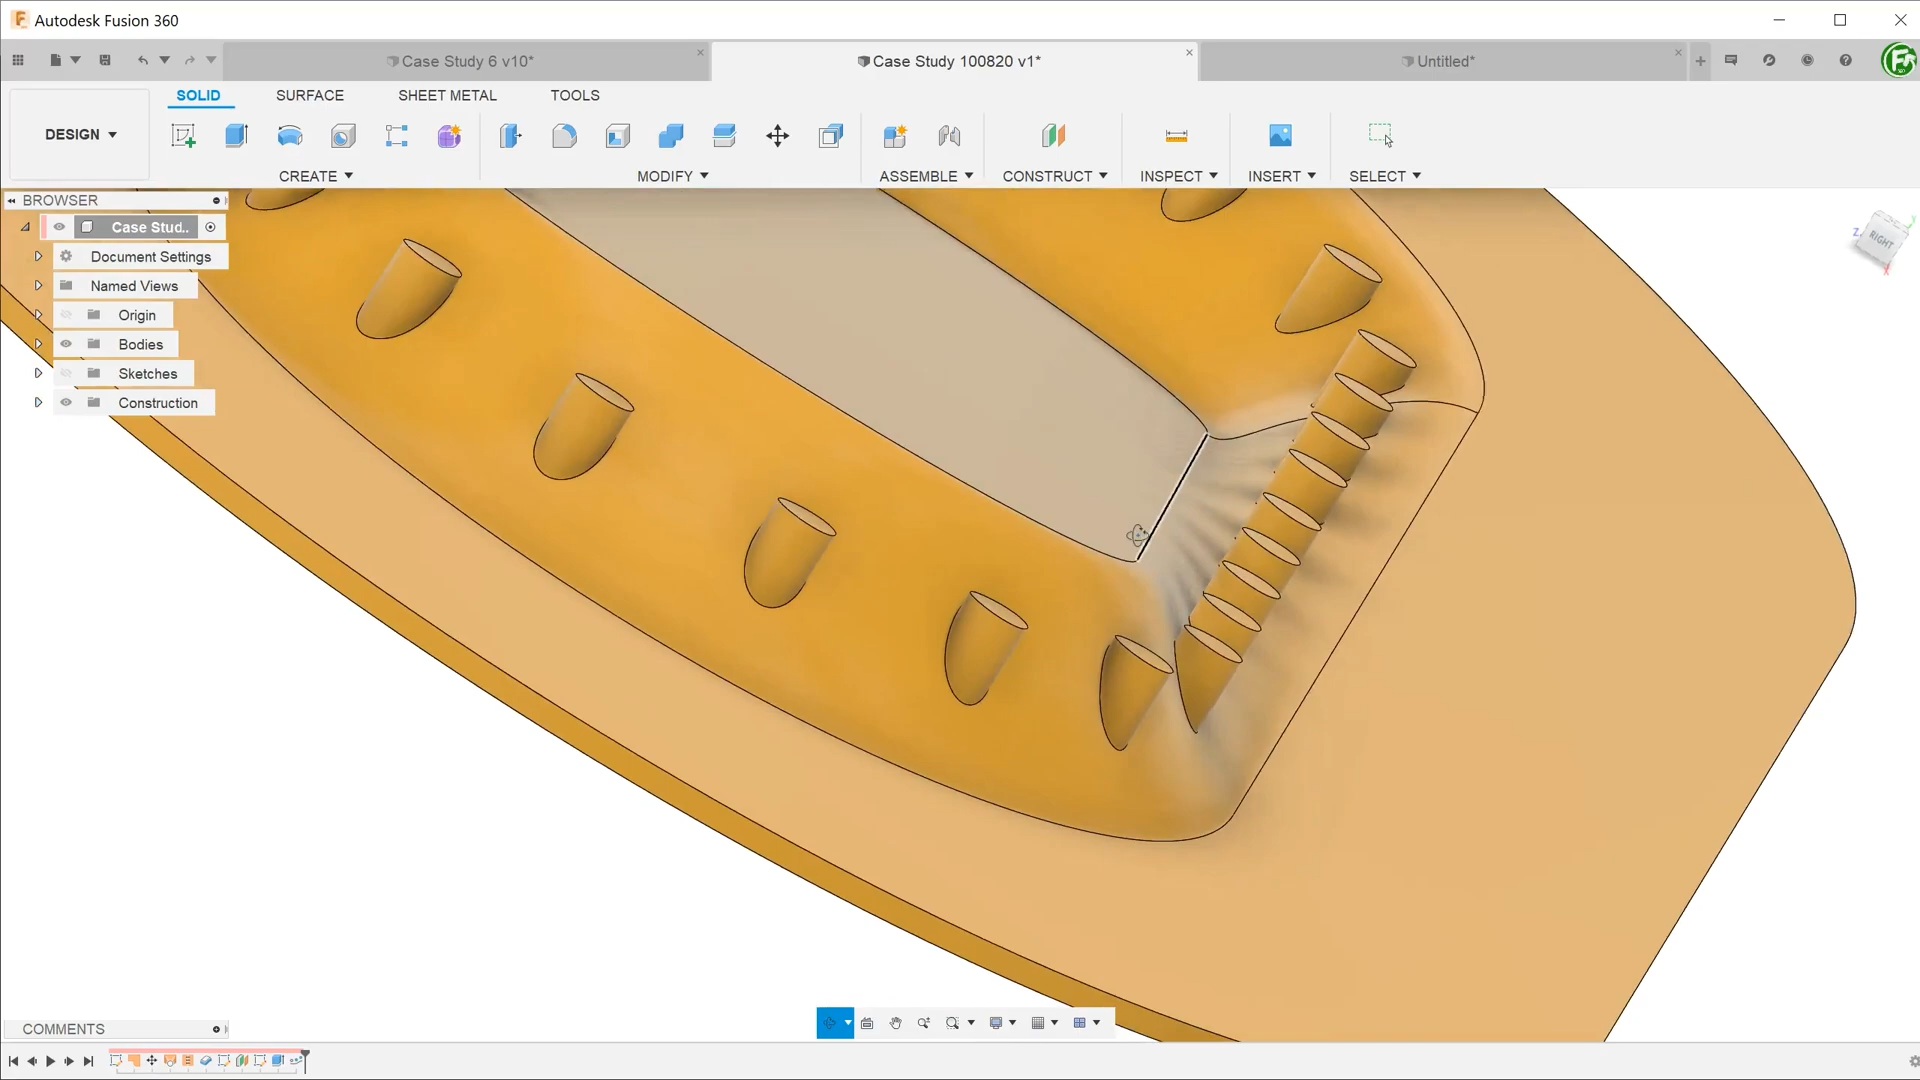 Autodesk Fusion 360
Case Study 6 v10*
Case Study 100820 v1*
Untitled*
SOLID
SURFACE
SHEET METAL
TOOLS
DESIGN
CREATE
MODIFY
ASSEMBLE
CONSTRUCT
INSPECT
INSERT
SELECT
BROWSER
Case Stud..
Document Settings
Named Views
Origin
Bodies
Sketches
Construction
RIGHT
Z
X
COMMENTS